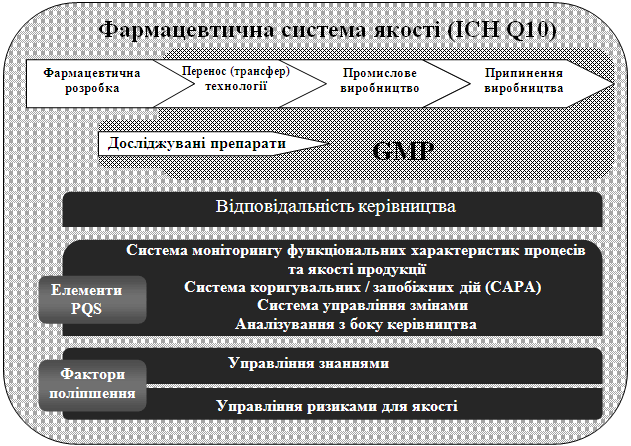 Фармацевтична система якості (ICH Q10)
Фармацевтична
розробка
Перенос (трансфер)
технології
Промислове
виробництво
Припинення
виробництва
Досліджувані препарати
GMP
Відповідальність керівництва
Система моніторингу функціональних характеристик процесів
та якості продукції
Система коригувальних / запобіжних дій (CAPA)
Система управління змінами
Аналізування з боку керівництва
Елементи
PQS
Управління знаннями
Фактори
поліпшення
Управління ризиками для якості